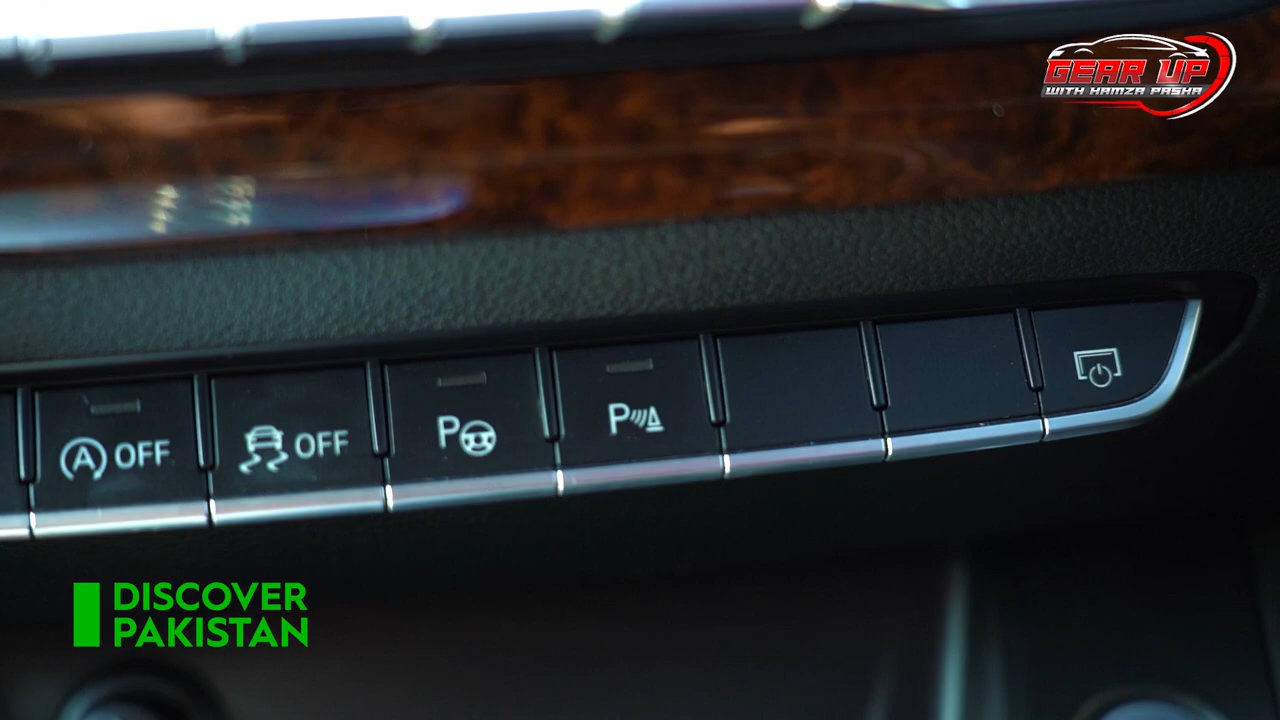 GEAR UP
WITH HAMZA PASHA
A OFF
OFF
P
P
DISCOVER
PAKISTAN